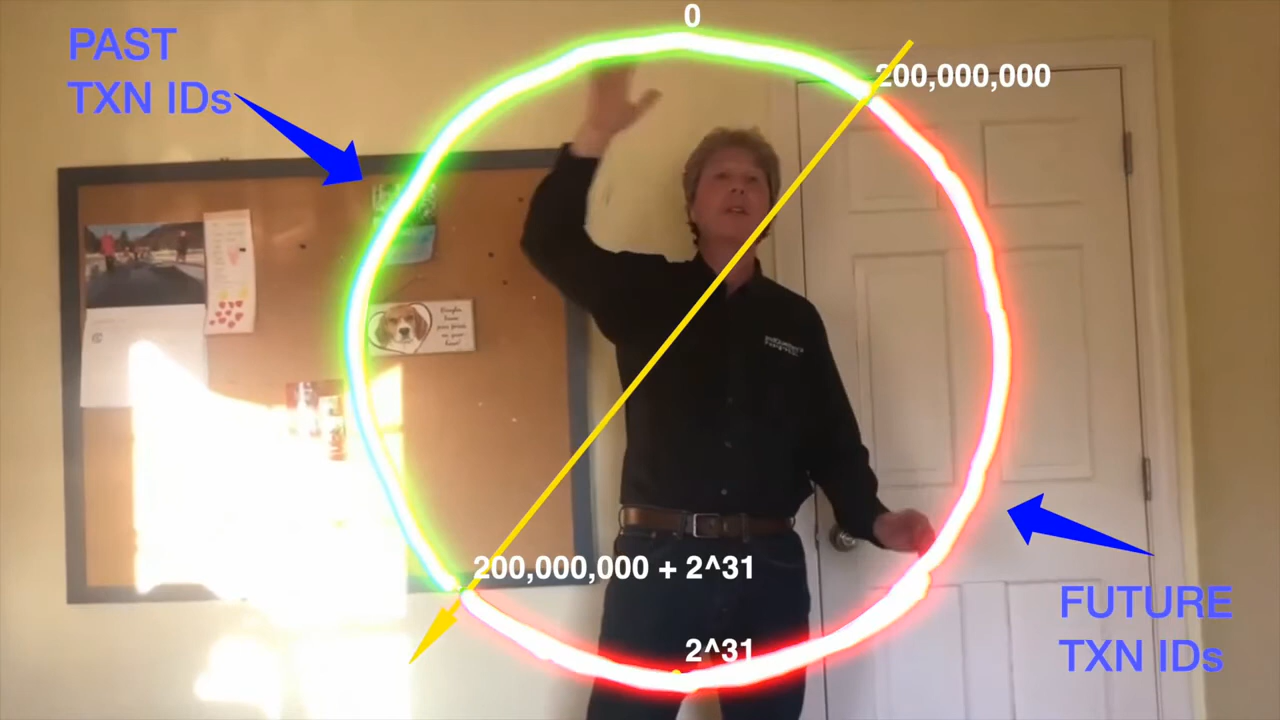 0
PAST
TXN IDs
200,000,000
200,000,000 + 2^31
2^31
FUTURE
TXN IDs